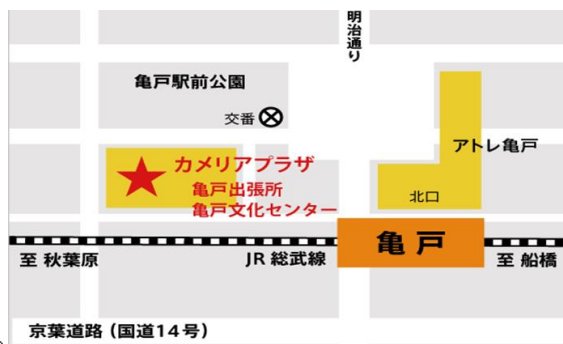 明治通り
亀戸駅前公園
交番
アトレ亀戸
カメリアプラザ
亀戸出張所
亀戸文化センター
北口
亀戸
至 秋葉原
JR 総武線
至 船橋
京葉道路（国道14号）